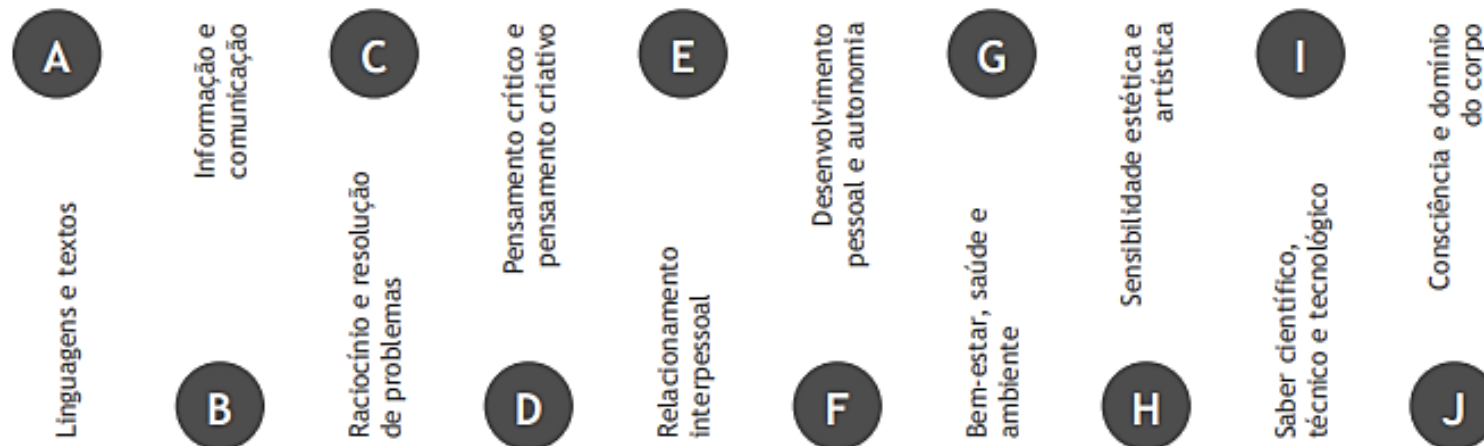 A
Linguagens e textos
B
Informação e
comunicação
C
Raciocínio e resolução
de problemas
D
Pensamento crítico e
pensamento criativo
E
Relacionamento
interpessoal
F
Desenvolvimento
pessoal e autonomia
G
Bem-estar, saúde e
ambiente
H
Sensibilidade estética e
artística
I
Saber científico,
técnico e tecnológico
J
Consciência e domínio
do corpo